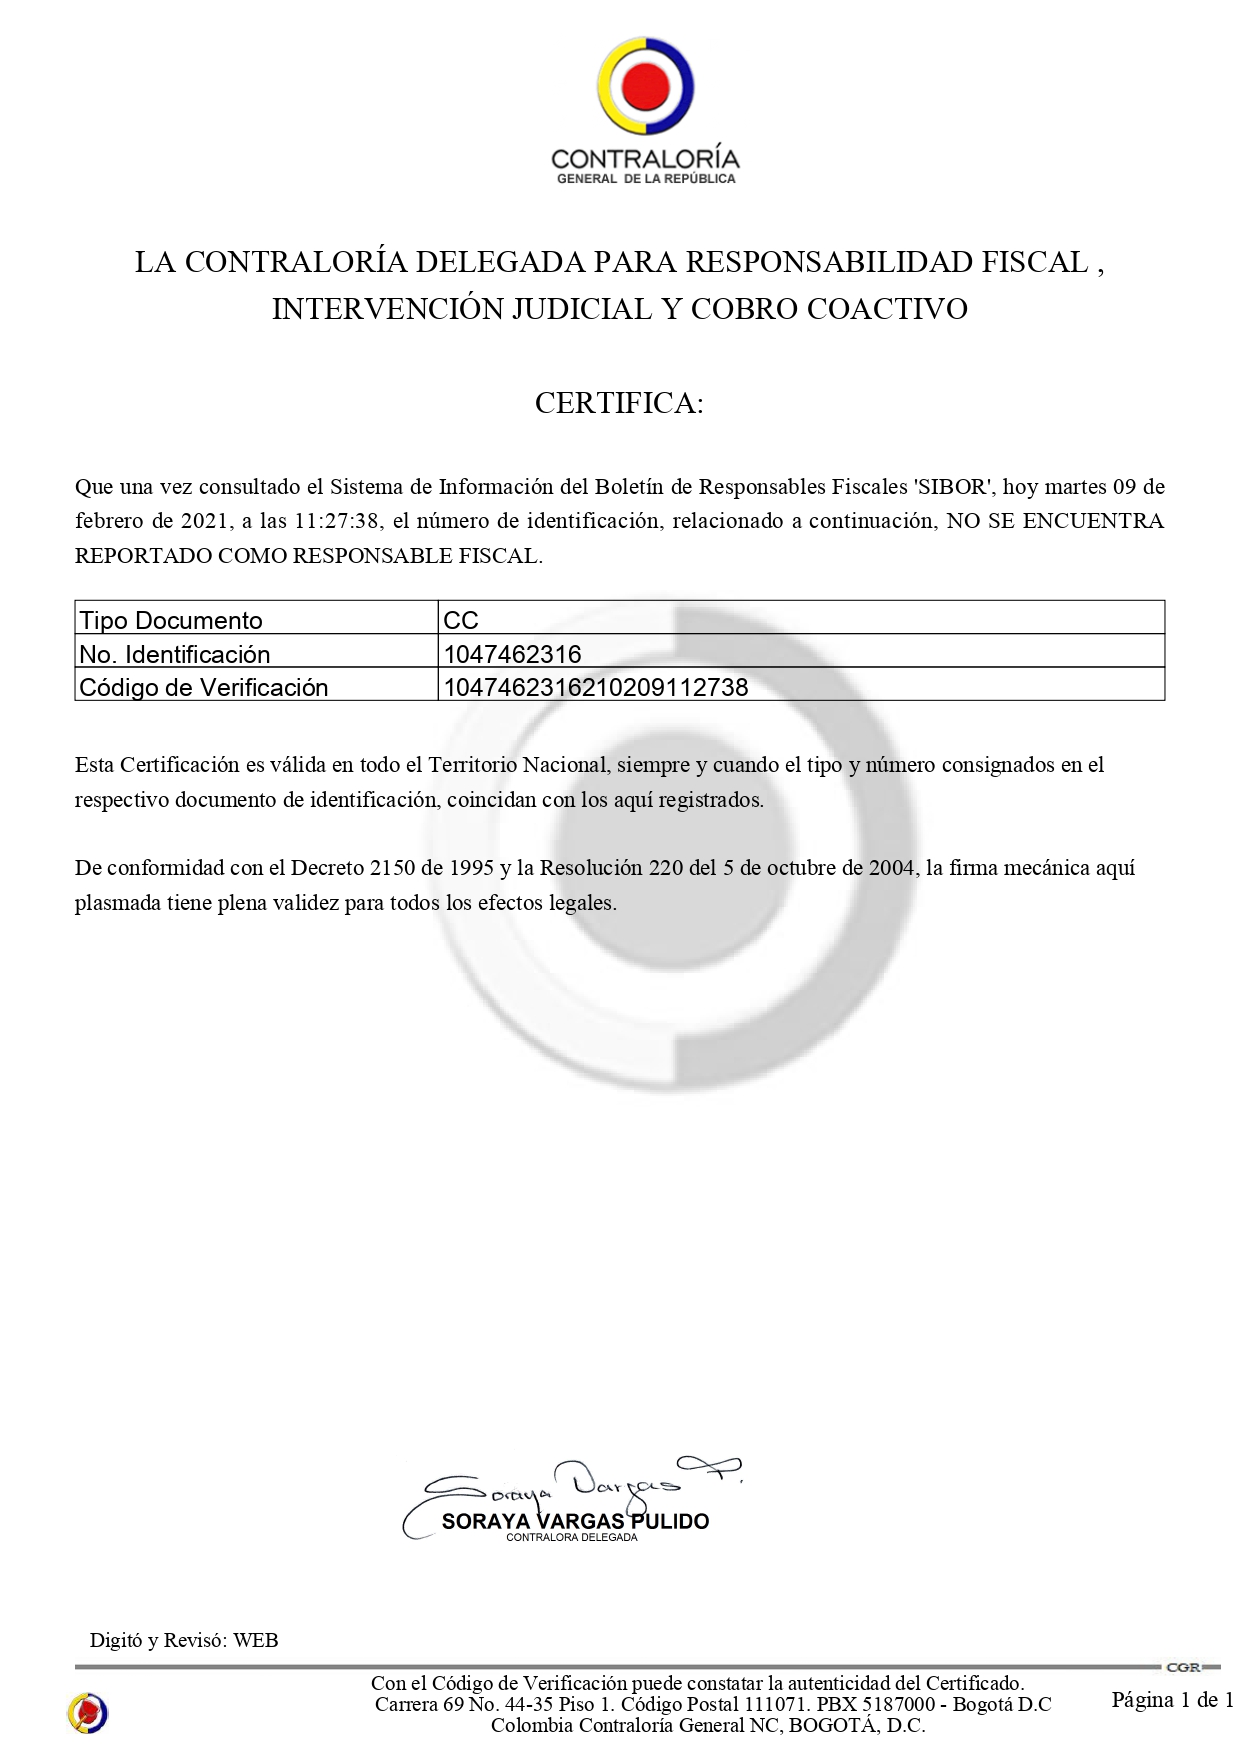 CONTRALORÍA
GENERAL DE LA REPÚBLICA
LA CONTRALORÍA DELEGADA PARA RESPONSABILIDAD FISCAL ,
INTERVENCIÓN JUDICIAL Y COBRO COACTIVO
CERTIFICA:
Que una vez consultado el Sistema de Información del Boletín de Responsables Fiscales 'SIBOR', hoy martes 09 de
febrero de 2021, a las 11:27:38, el número de identificación, relacionado a continuación, NO SE ENCUENTRA
REPORTADO COMO RESPONSABLE FISCAL.
Tipo Documento CC
No. Identificación 1047462316
Código de Verificación 1047462316210209112738
Esta Certificación es válida en todo el Territorio Nacional, siempre y cuando el tipo y número consignados en el
respectivo documento de identificación, coincidan con los aquí registrados.
De conformidad con el Decreto 2150 de 1995 y la Resolución 220 del 5 de octubre de 2004, la firma mecánica aquí
plasmada tiene plena validez para todos los efectos legales.
Soraya Vargas P.
SORAYA VARGAS PULIDO
CONTRALORA DELEGADA
Digitó y Revisó: WEB
CGR
Con el Código de Verificación puede constatar la autenticidad del Certificado.
Carrera 69 No. 44-35 Piso 1. Código Postal 111071. PBX 5187000 - Bogotá D.C
Colombia Contraloría General NC, BOGOTÁ, D.C.
Página 1 de 1